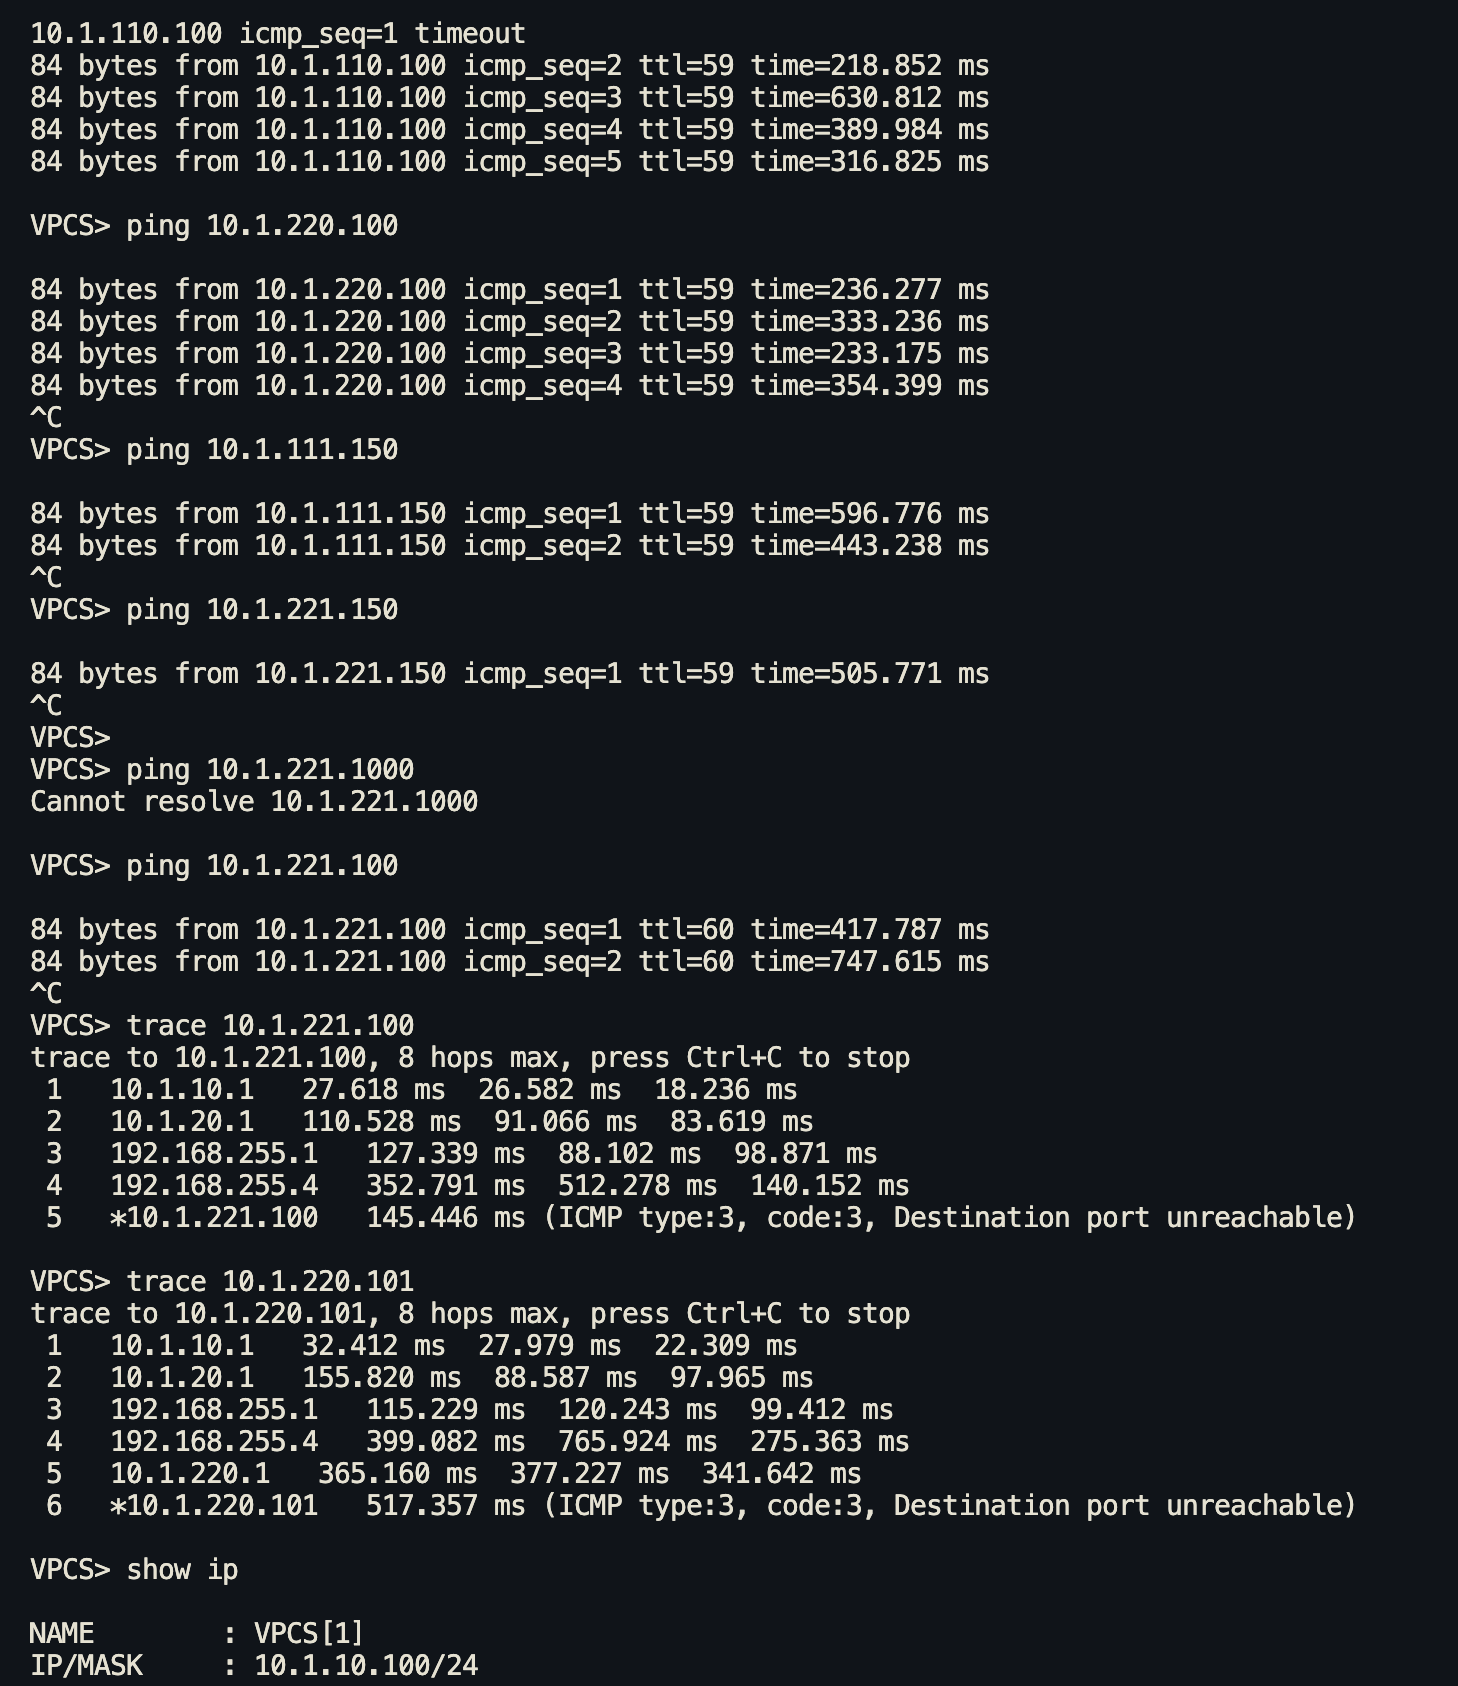 10.1.110.100 icmp_seq=1 timeout
84 bytes from 10.1.110.100 icmp_seq=2 ttl=59 time=218.852 ms
84 bytes from 10.1.110.100 icmp_seq=3 ttl=59 time=630.812 ms
84 bytes from 10.1.110.100 icmp_seq=4 ttl=59 time=389.984 ms
84 bytes from 10.1.110.100 icmp_seq=5 ttl=59 time=316.825 ms
VPCS> ping 10.1.220.100
84 bytes from 10.1.220.100 icmp_seq=1 ttl=59 time=236.277 ms
84 bytes from 10.1.220.100 icmp_seq=2 ttl=59 time=333.236 ms
84 bytes from 10.1.220.100 icmp_seq=3 ttl=59 time=233.175 ms
84 bytes from 10.1.220.100 icmp_seq=4 ttl=59 time=354.399 ms
^C
VPCS> ping 10.1.111.150
84 bytes from 10.1.111.150 icmp_seq=1 ttl=59 time=596.776 ms
84 bytes from 10.1.111.150 icmp_seq=2 ttl=59 time=443.238 ms
^C
VPCS> ping 10.1.221.150
84 bytes from 10.1.221.150 icmp_seq=1 ttl=59 time=505.771 ms
^C
VPCS>
VPCS> ping 10.1.221.1000
Cannot resolve 10.1.221.1000
VPCS> ping 10.1.221.100
84 bytes from 10.1.221.100 icmp_seq=1 ttl=60 time=417.787 ms
84 bytes from 10.1.221.100 icmp_seq=2 ttl=60 time=747.615 ms
^C
VPCS> trace 10.1.221.100
trace to 10.1.221.100, 8 hops max, press Ctrl+C to stop
 1   10.1.10.1   27.618 ms  26.582 ms  18.236 ms
 2   10.1.20.1   110.528 ms  91.066 ms  83.619 ms
 3   192.168.255.1   127.339 ms  88.102 ms  98.871 ms
 4   192.168.255.4   352.791 ms  512.278 ms  140.152 ms
 5   *10.1.221.100   145.446 ms (ICMP type:3, code:3, Destination port unreachable)
VPCS> trace 10.1.220.101
trace to 10.1.220.101, 8 hops max, press Ctrl+C to stop
 1   10.1.10.1   32.412 ms  27.979 ms  22.309 ms
 2   10.1.20.1   155.820 ms  88.587 ms  97.965 ms
 3   192.168.255.1   115.229 ms  120.243 ms  99.412 ms
 4   192.168.255.4   399.082 ms  765.924 ms  275.363 ms
 5   10.1.220.1   365.160 ms  377.227 ms  341.642 ms
 6   *10.1.220.101   517.357 ms (ICMP type:3, code:3, Destination port unreachable)
VPCS> show ip
NAME        : VPCS[1]
IP/MASK     : 10.1.10.100/24